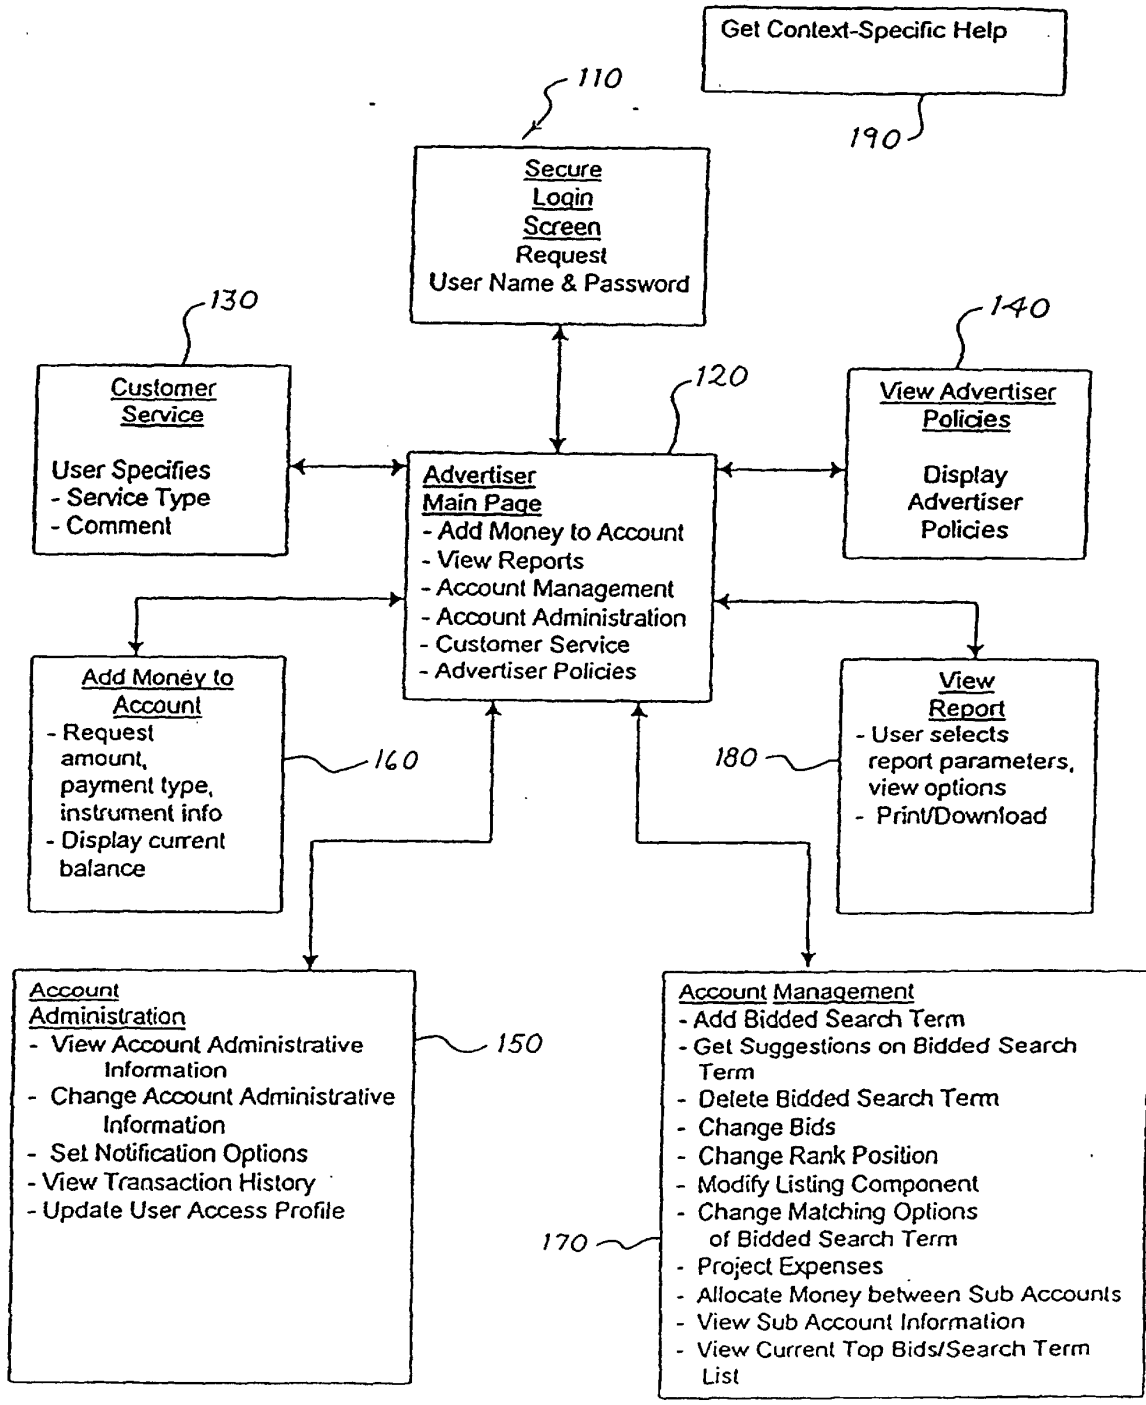 Get Context-Specific Help
190
110
Secure
Login
Screen
Request
User Name & Password
130
Customer
Service
User Specifies
- Service Type
- Comment
120
Advertiser
Main Page
- Add Money to Account
- View Reports
- Account Management
- Account Administration
- Customer Service
- Advertiser Policies
140
View Advertiser
Policies
Display
Advertiser
Policies
Add Money to
Account
- Request
amount,
payment type,
instrument info
- Display current
balance
160
View
Report
- User selects
report parameters,
view options
- Print/Download
180
Account
Administration
- View Account Administrative
Information
- Change Account Administrative
Information
- Set Notification Options
- View Transaction History
- Update User Access Profile
150
Account Management
- Add Bidded Search Term
- Get Suggestions on Bidded Search
Term
- Delete Bidded Search Term
- Change Bids
- Change Rank Position
- Modify Listing Component
- Change Matching Options
of Bidded Search Term
- Project Expenses
- Allocate Money between Sub Accounts
- View Sub Account Information
- View Current Top Bids/Search Term
List
170